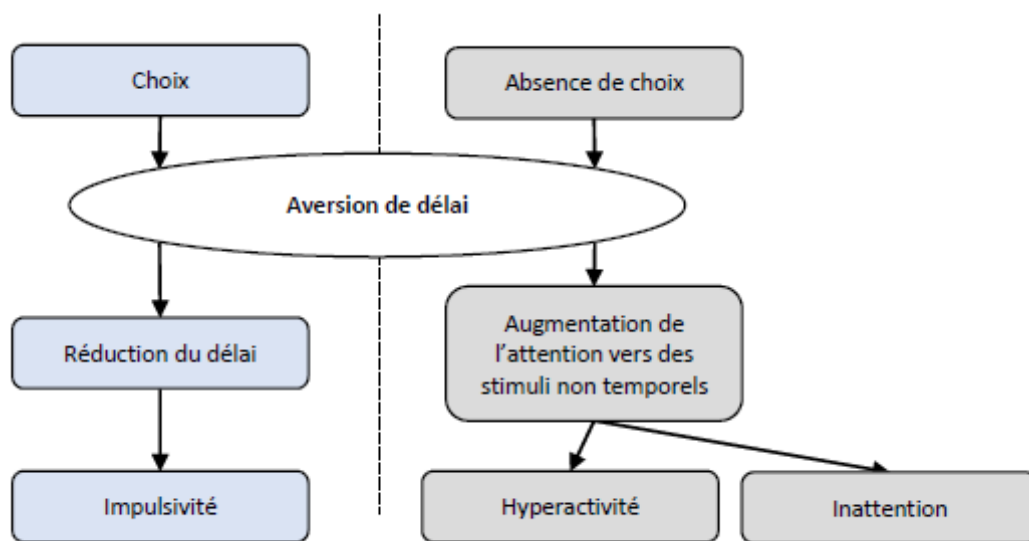 Choix
Absence de choix
Aversion de délai
Réduction du délai
Augmentation de
l'attention vers des
stimuli non temporels
Impulsivité
Hyperactivité
Inattention